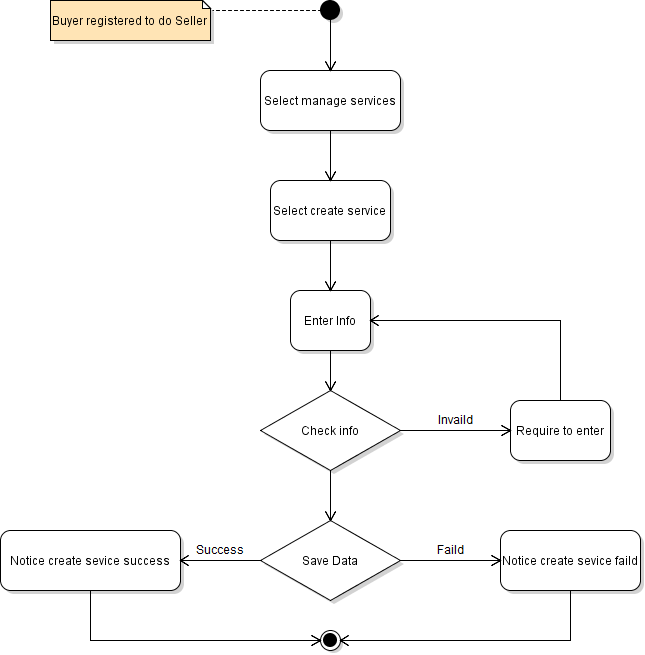 Buyer registered to do Seller
Select manage services
Select create service
Enter Info
Check info
Invaild
Require to enter
Notice create sevice success
Success
Save Data
Faild
Notice create sevice faild